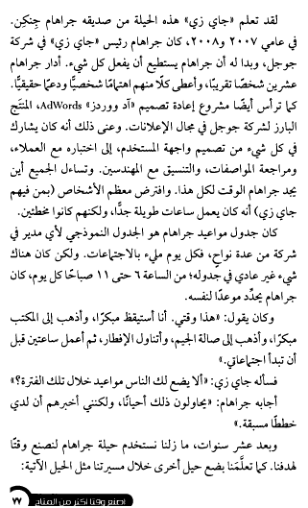 لقد تعلم «جاي زي» هذه الحيلة من صديقه جراهام جِنكِن.
في عامي ٢٠٠٧ و٢٠٠٨، كان جراهام رئيس «جاي زي» في شركة
جوجل، وبدا له أن جراهام يستطيع أن يفعل كل شيء. أدار جراهام
عشرين شخصًا تقريبًا، وأعطى كلًّا منهم اهتمامًا شخصيًّا ودعمًا حقيقيًّا.
كما ترأس أيضًا مشروع إعادة تصميم «آد ووردز» AdWords، المنتَج
البارز لشركة جوجل في مجال الإعلانات. وعنى ذلك أنه كان يشارك
في كل شيء من تصميم واجهة المستخدم، إلى اختباره مع العملاء،
ومراجعة المواصفات، والتنسيق مع المهندسين. وتساءل الجميع أين
يجد جراهام الوقت لكل هذا. وافترض معظم الأشخاص (بمن فيهم
جاي زي) أنه كان يعمل ساعات طويلة جدًّا، ولكنهم كانوا مخطئين.
كان جدول مواعيد جراهام هو الجدول النموذجي لأي مدير في
شركة من عدة نواحٍ، فكل يوم مليء بالاجتماعات. ولكن كان هناك
شيء غير عادي في جدوله؛ من الساعة ٦ حتى ١١ صباحًا كل يوم، كان
جراهام يحدِّد موعدًا لنفسه.
وكان يقول: «هذا وقتي. أنا أستيقظ مبكرًا، وأذهب إلى المكتب
مبكرًا، وأذهب إلى صالة الجيم، وأتناول الإفطار، ثم أعمل ساعتين قبل
أن تبدأ اجتماعاتي.»
فسأله جاي زي: «ألا يضع لك الناس مواعيد خلال تلك الفترة؟»
أجابه جراهام: «يحاولون ذلك أحيانًا، ولكنني أخبرهم أن لدي
خططًا مسبقة.»
وبعد عشر سنوات، ما زلنا نستخدم حيلة جراهام لنصنع وقتًا
لهدفنا. كما تعلَّمنا بضع حيل أخرى خلال مسيرتنا مثل الحيل الآتية:
اصنع وقتًا أكثر من المتاح ٧٧